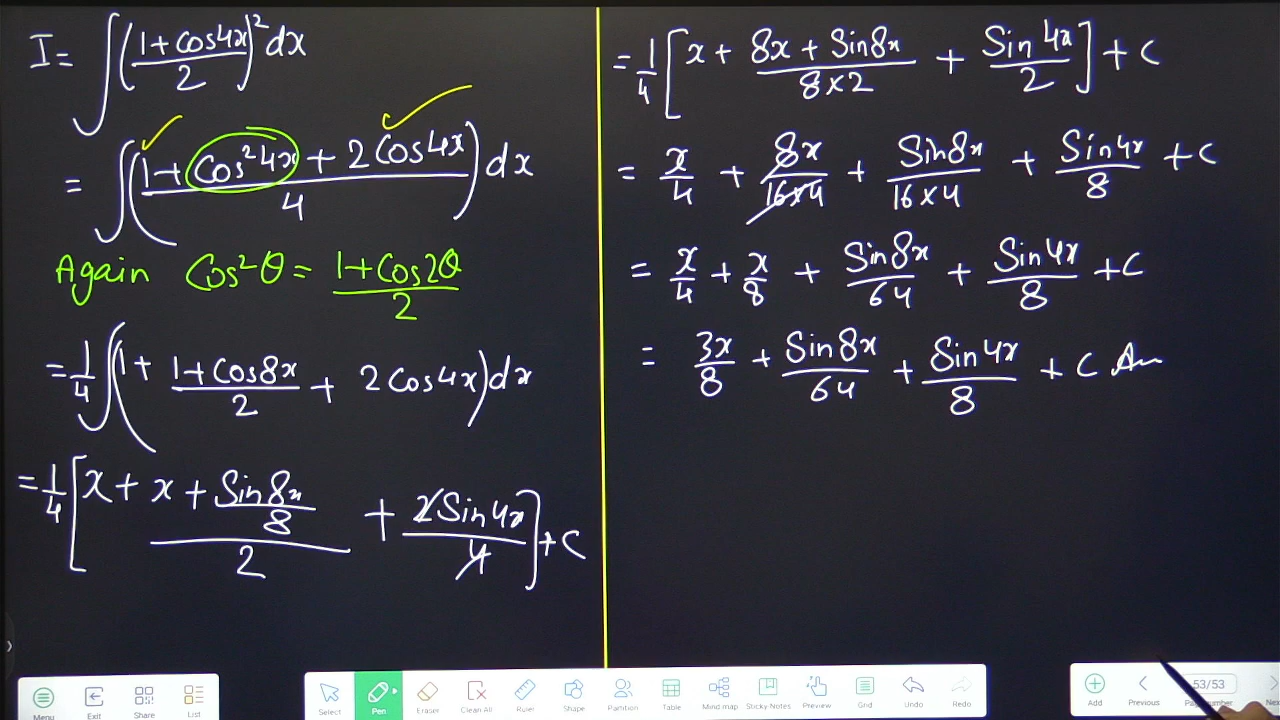 I = ∫ ((1 + cos4x)/2)² dx
= ∫ ((1 + Cos²4x + 2Cos4x)/4) dx
Again Cos²θ = (1 + Cos2θ)/2
= 1/4 ∫ (1 + (1 + Cos8x)/2 + 2Cos4x) dx
= 1/4 [x + (x + Sin8x/8)/2 + 2Sin4x/4] + C
= 1/4 [x + (8x + Sin8x)/(8×2) + Sin4x/2] + C
= x/4 + 8x/(16×4) + Sin8x/(16×4) + Sin4x/8 + C
= x/4 + x/8 + Sin8x/64 + Sin4x/8 + C
= 3x/8 + Sin8x/64 + Sin4x/8 + C An
Menu Exit Share List Select Pen Eraser Clean All Ruler Shape Partition Table Mind map Sticky Notes Preview Grid Undo Redo Add Previous 53/53